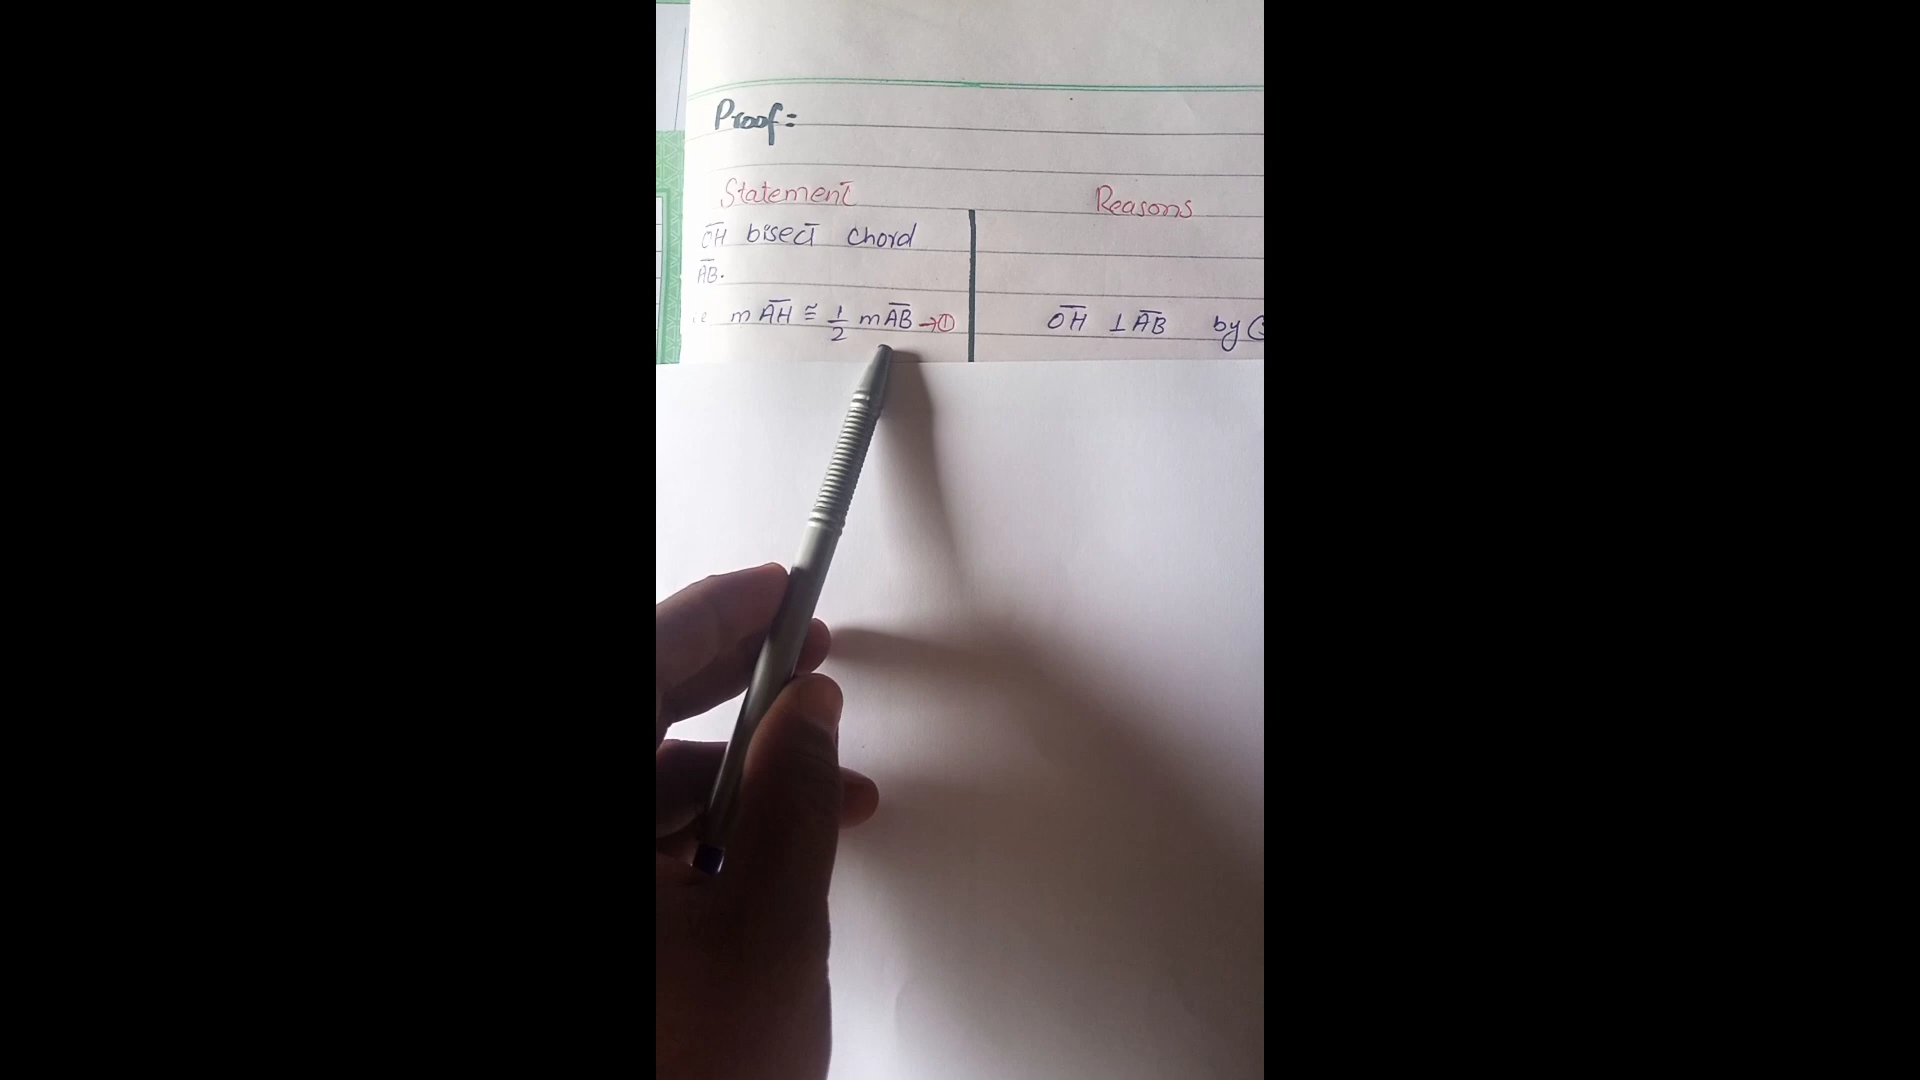 Proof:
Statement Reasons
OH bisect chord
AB.
i.e mAH ≅ 1/2 mAB → ① OH ⊥ AB by